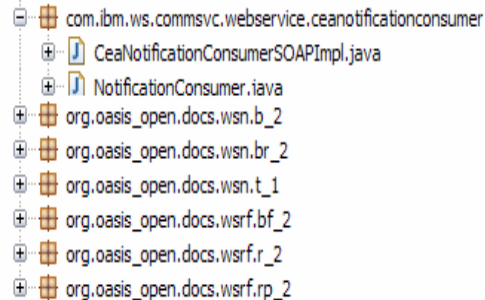 com.ibm.ws.commsvc.webservice.ceanotificationconsumer
CeaNotificationConsumerSOAPImpl.java
NotificationConsumer.java
org.oasis_open.docs.wsn.b_2
org.oasis_open.docs.wsn.br_2
org.oasis_open.docs.wsn.t_1
org.oasis_open.docs.wsrf.bf_2
org.oasis_open.docs.wsrf.r_2
org.oasis_open.docs.wsrf.rp_2